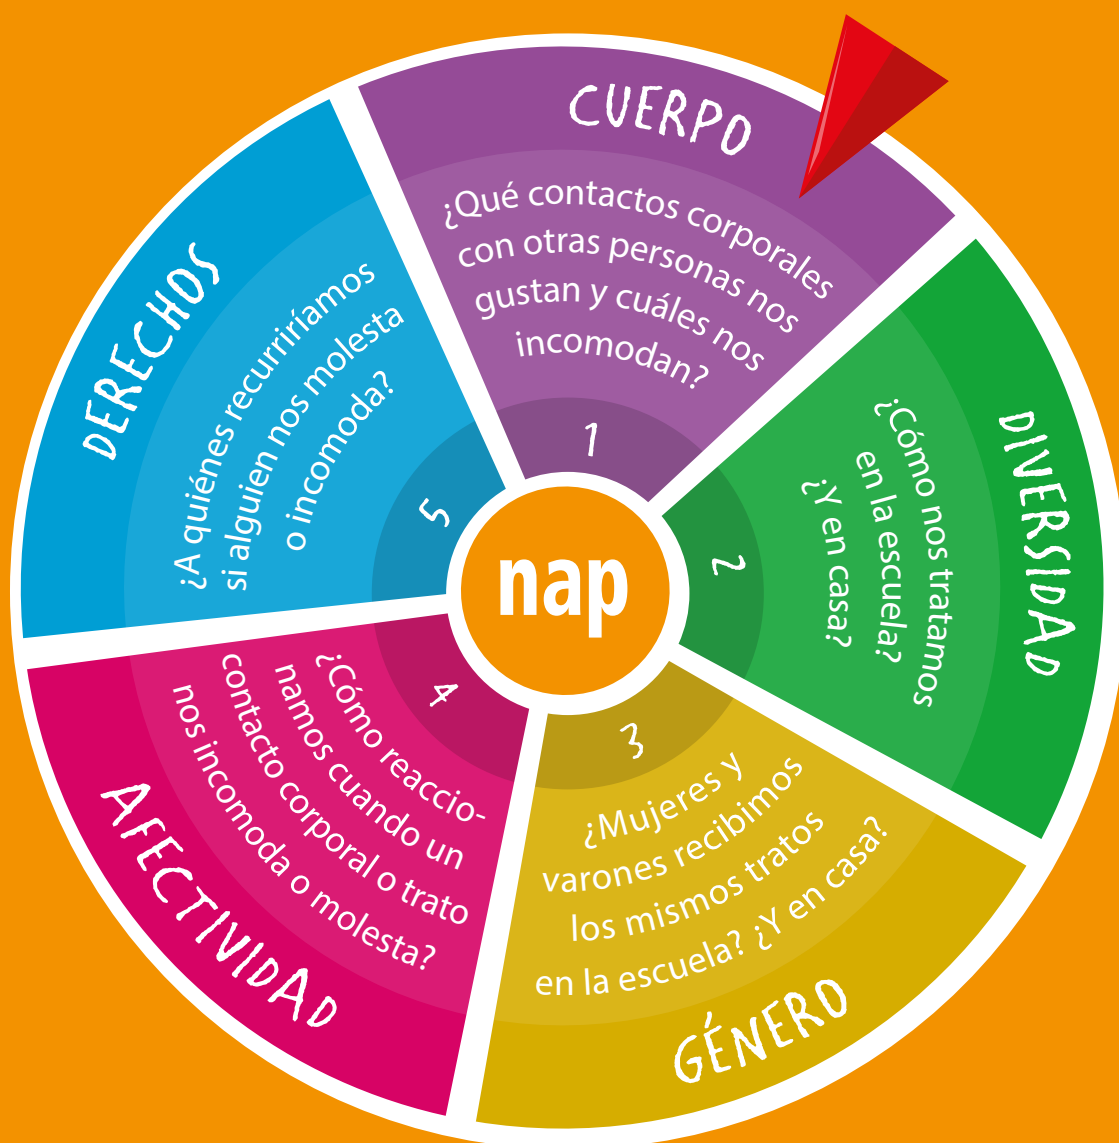 CUERPO
¿Qué contactos corporales
con otras personas nos
gustan y cuáles nos
incomodan?
1
DIVERSIDAD
¿Cómo nos tratamos
en la escuela?
¿Y en casa?
2
3
¿Mujeres y
varones recibimos
los mismos tratos
en la escuela? ¿Y en casa?
GÉNERO
4
¿Cómo reaccio-
namos cuando un
contacto corporal o trato
nos incomoda o molesta?
AFECTIVIDAD
DERECHOS
¿A quiénes recurriríamos
si alguien nos molesta
o incomoda?
5
nap